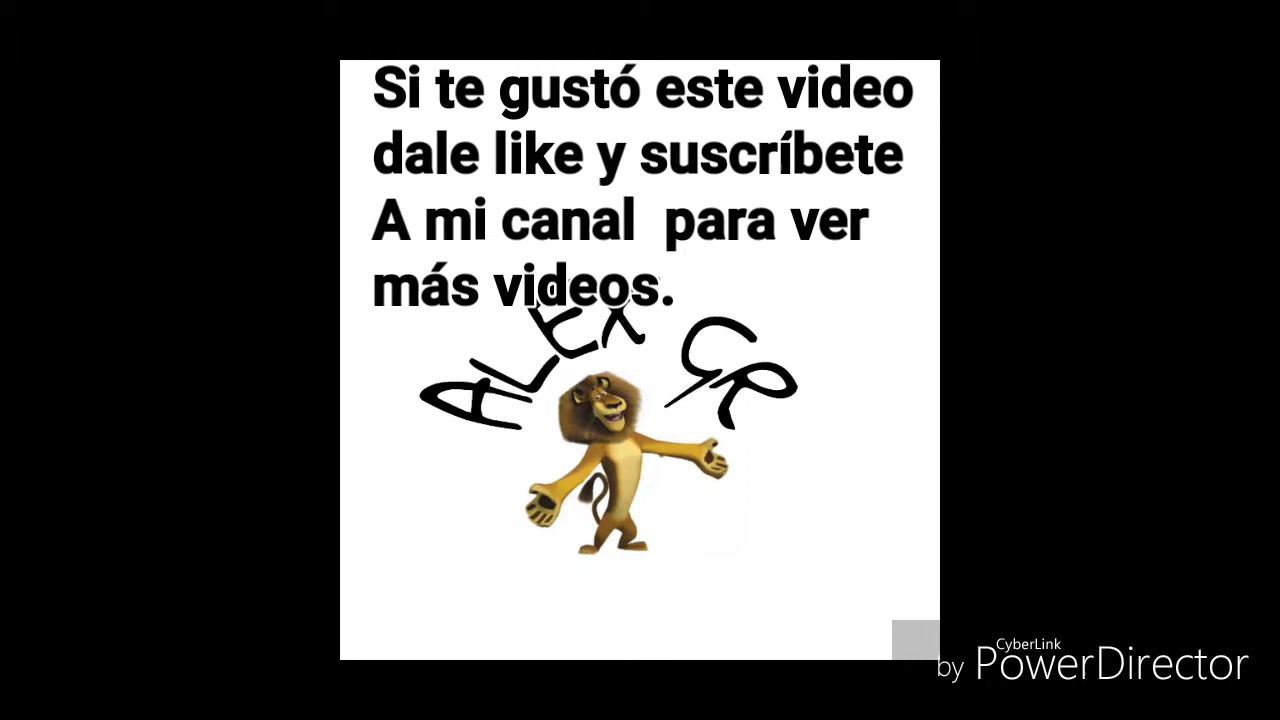 Si te gustó este video
dale like y suscríbete
A mi canal para ver
más videos.
ALEX GR
CyberLink
by PowerDirector